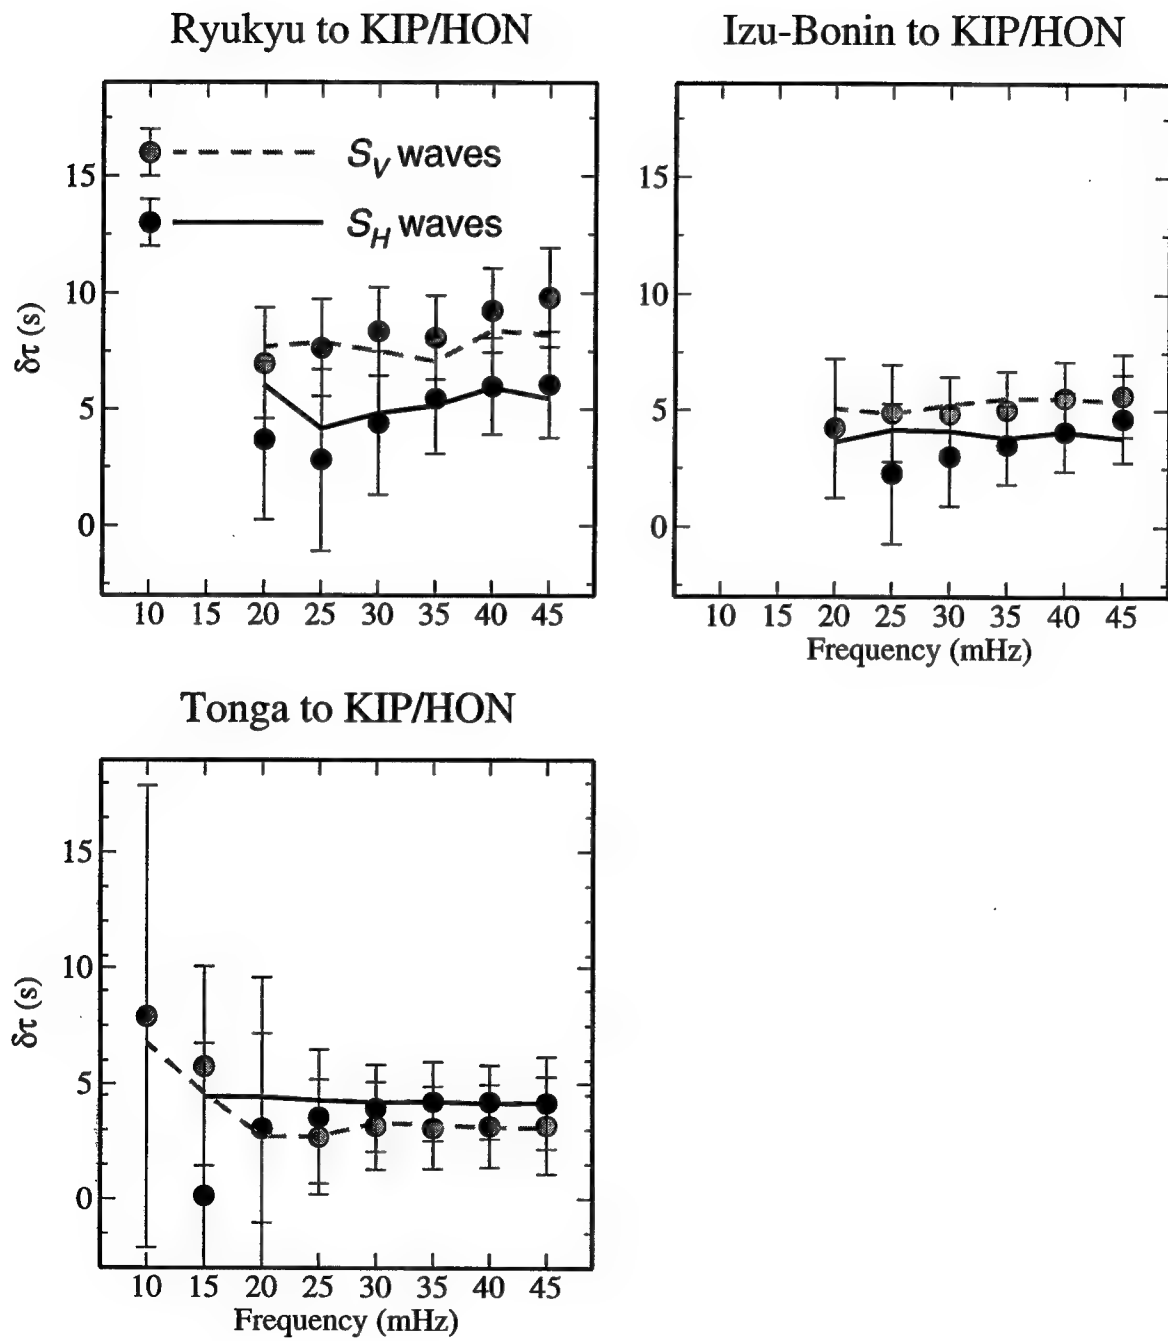 Ryukyu to KIP/HON
Izu-Bonin to KIP/HON
S_V waves
S_H waves
15
10
5
0
δτ (s)
10 15 20 25 30 35 40 45
15
10
5
0
10 15 20 25 30 35 40 45
Frequency (mHz)
Tonga to KIP/HON
15
10
5
0
δτ (s)
10 15 20 25 30 35 40 45
Frequency (mHz)